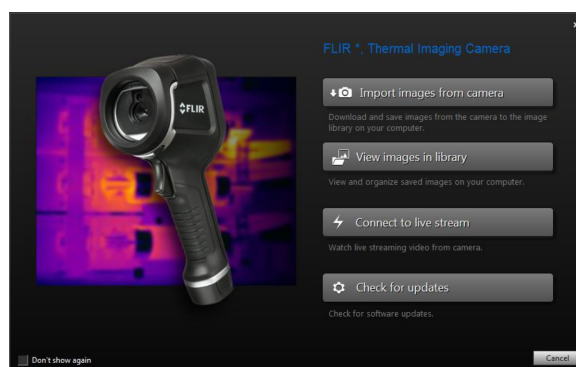 FLIR *, Thermal Imaging Camera
FLIR
Import images from camera
Download and save images from the camera to the image
library on your computer.
View images in library
View and organize saved images on your computer.
Connect to live stream
Watch live streaming video from camera.
Check for updates
Check for software updates.
Don't show again
Cancel